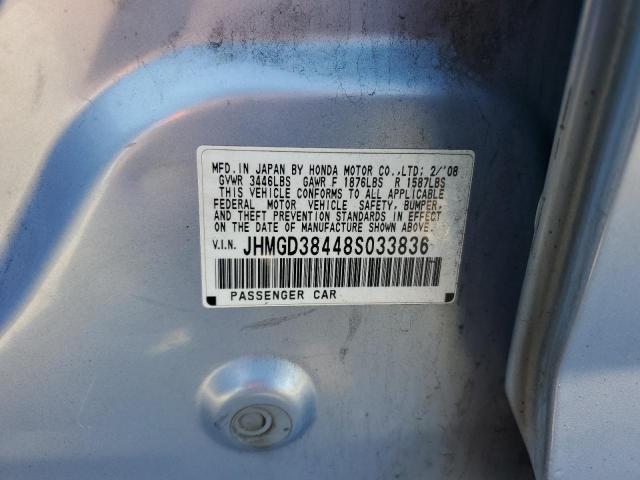 MFD. IN JAPAN BY HONDA MOTOR CO.,LTD; 2/'08
GVWR 3446LBS GAWR F 1876LBS R 1587LBS
THIS VEHICLE CONFORMS TO ALL APPLICABLE
FEDERAL MOTOR VEHICLE SAFETY, BUMPER,
AND THEFT PREVENTION STANDARDS IN EFFECT
ON THE DATE OF MANUFACTURE SHOWN ABOVE.
V.I.N. JHMGD38448S033836
PASSENGER CAR